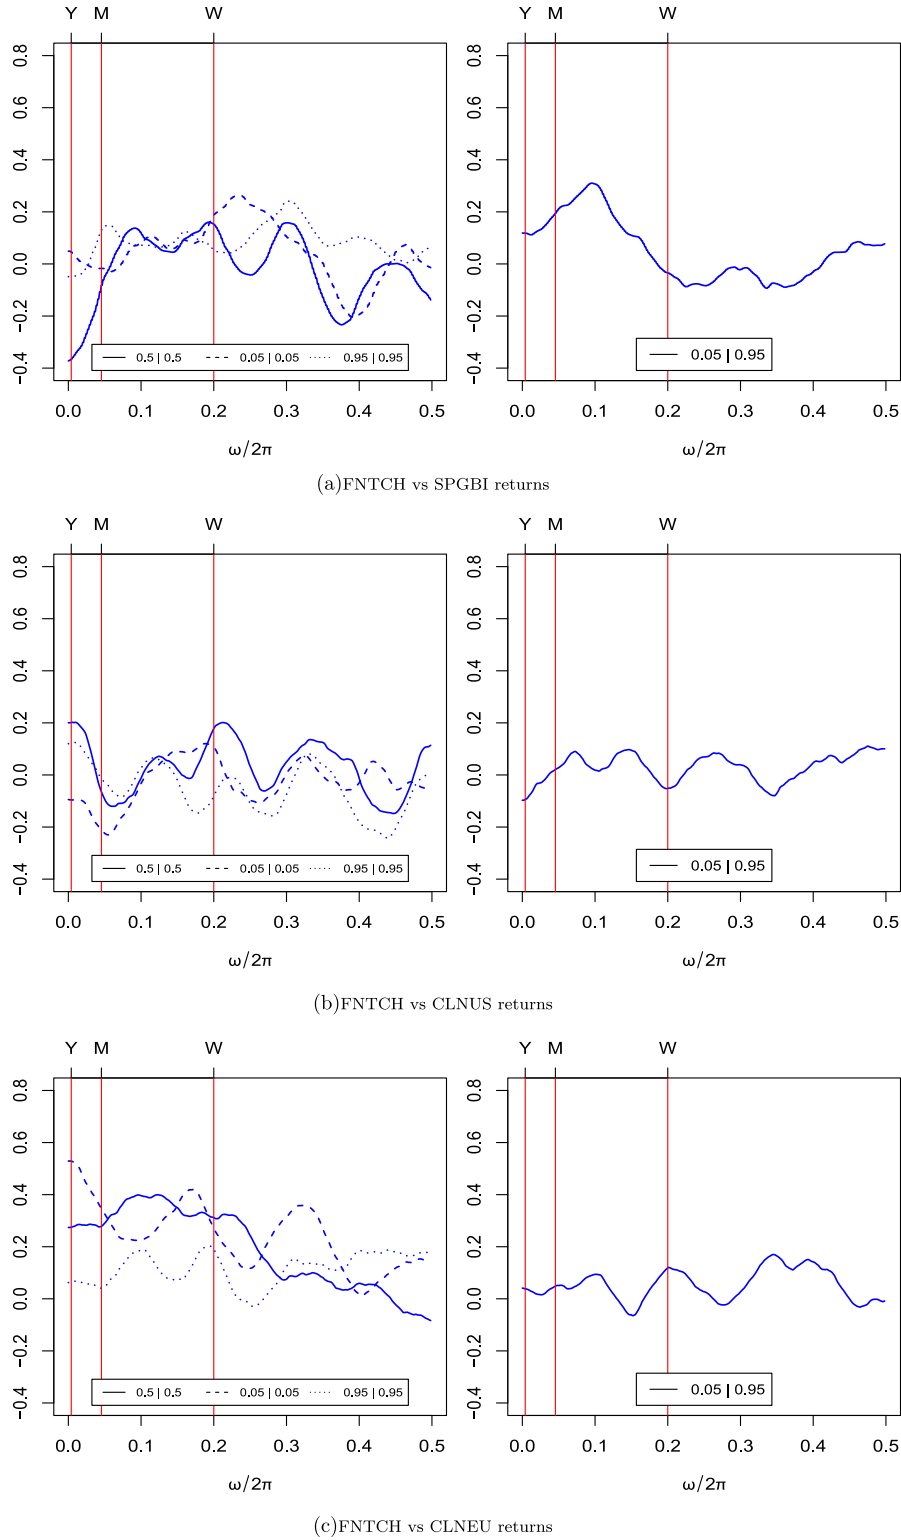 Y M W Y M W
0.8 0.8
0.6 0.6
0.4 0.4
0.2 0.2
0.0 0.0
−0.2 −0.2
−0.4 −0.4
0.5 | 0.5 0.05 | 0.05 0.95 | 0.95 0.05 | 0.95
0.0 0.1 0.2 0.3 0.4 0.5 0.0 0.1 0.2 0.3 0.4 0.5
ω/2π ω/2π
(a)FNTCH vs SPGBI returns
Y M W Y M W
0.8 0.8
0.6 0.6
0.4 0.4
0.2 0.2
0.0 0.0
−0.2 −0.2
−0.4 −0.4
0.5 | 0.5 0.05 | 0.05 0.95 | 0.95 0.05 | 0.95
0.0 0.1 0.2 0.3 0.4 0.5 0.0 0.1 0.2 0.3 0.4 0.5
ω/2π ω/2π
(b)FNTCH vs CLNUS returns
Y M W Y M W
0.8 0.8
0.6 0.6
0.4 0.4
0.2 0.2
0.0 0.0
−0.2 −0.2
−0.4 −0.4
0.5 | 0.5 0.05 | 0.05 0.95 | 0.95 0.05 | 0.95
0.0 0.1 0.2 0.3 0.4 0.5 0.0 0.1 0.2 0.3 0.4 0.5
ω/2π ω/2π
(c)FNTCH vs CLNEU returns